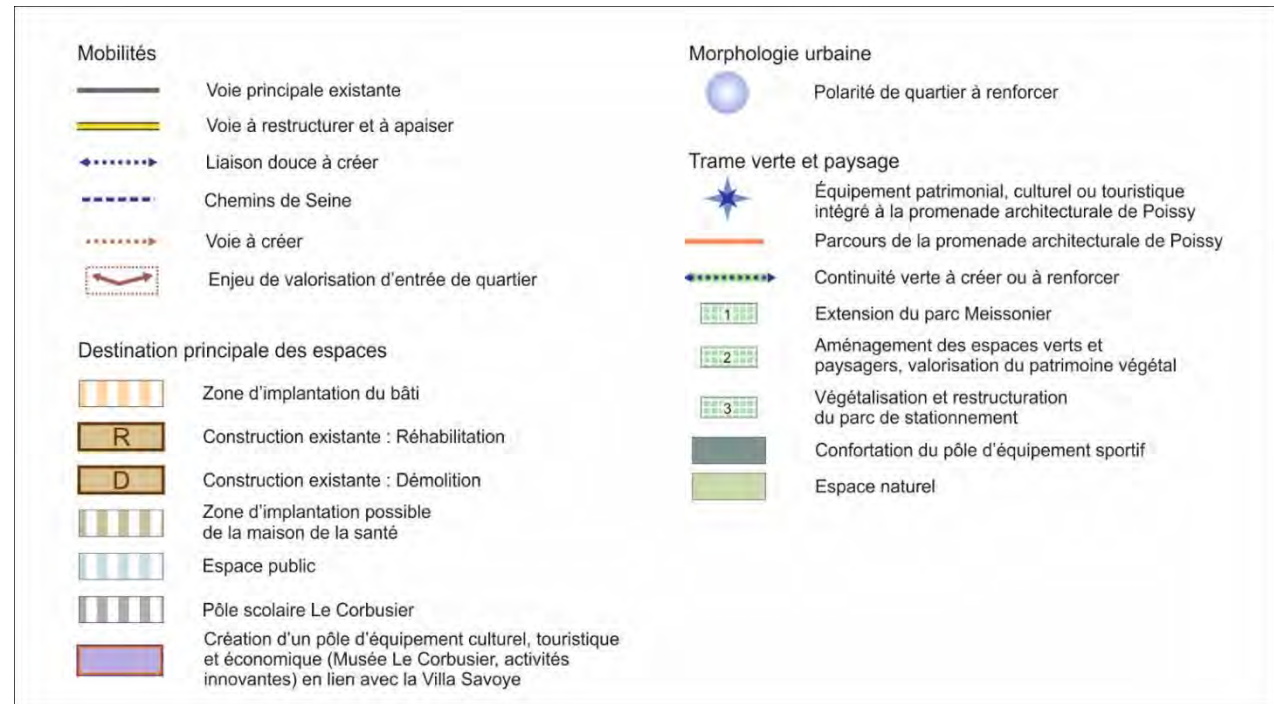 Mobilités
Voie principale existante
Voie à restructurer et à apaiser
Liaison douce à créer
Chemins de Seine
Voie à créer
Enjeu de valorisation d'entrée de quartier
Destination principale des espaces
Zone d'implantation du bâti
R
Construction existante : Réhabilitation
D
Construction existante : Démolition
Zone d'implantation possible
de la maison de la santé
Espace public
Pôle scolaire Le Corbusier
Création d'un pôle d'équipement culturel, touristique
et économique (Musée Le Corbusier, activités
innovantes) en lien avec la Villa Savoye
Morphologie urbaine
Polarité de quartier à renforcer
Trame verte et paysage
Équipement patrimonial, culturel ou touristique
intégré à la promenade architecturale de Poissy
Parcours de la promenade architecturale de Poissy
Continuité verte à créer ou à renforcer
1
Extension du parc Meissonier
2
Aménagement des espaces verts et
paysagers, valorisation du patrimoine végétal
3
Végétalisation et restructuration
du parc de stationnement
Confortation du pôle d'équipement sportif
Espace naturel